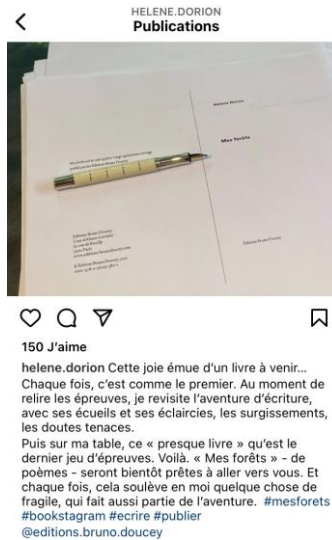 HELENE.DORION
Publications
Hélène Dorion
Mes forêts
Éditions Bruno Doucey
150 J’aime
helene.dorion Cette joie émue d’un livre à venir...
Chaque fois, c’est comme le premier. Au moment de
relire les épreuves, je revisite l’aventure d’écriture,
avec ses écueils et ses éclaircies, les surgissements,
les doutes tenaces.
Puis sur ma table, ce « presque livre » qu’est le
dernier jeu d’épreuves. Voilà. « Mes forêts » - de
poèmes - seront bientôt prêtes à aller vers vous. Et
chaque fois, cela soulève en moi quelque chose de
fragile, qui fait aussi partie de l’aventure. #mesforets
#bookstagram #ecrire #publier
@editions.bruno.doucey